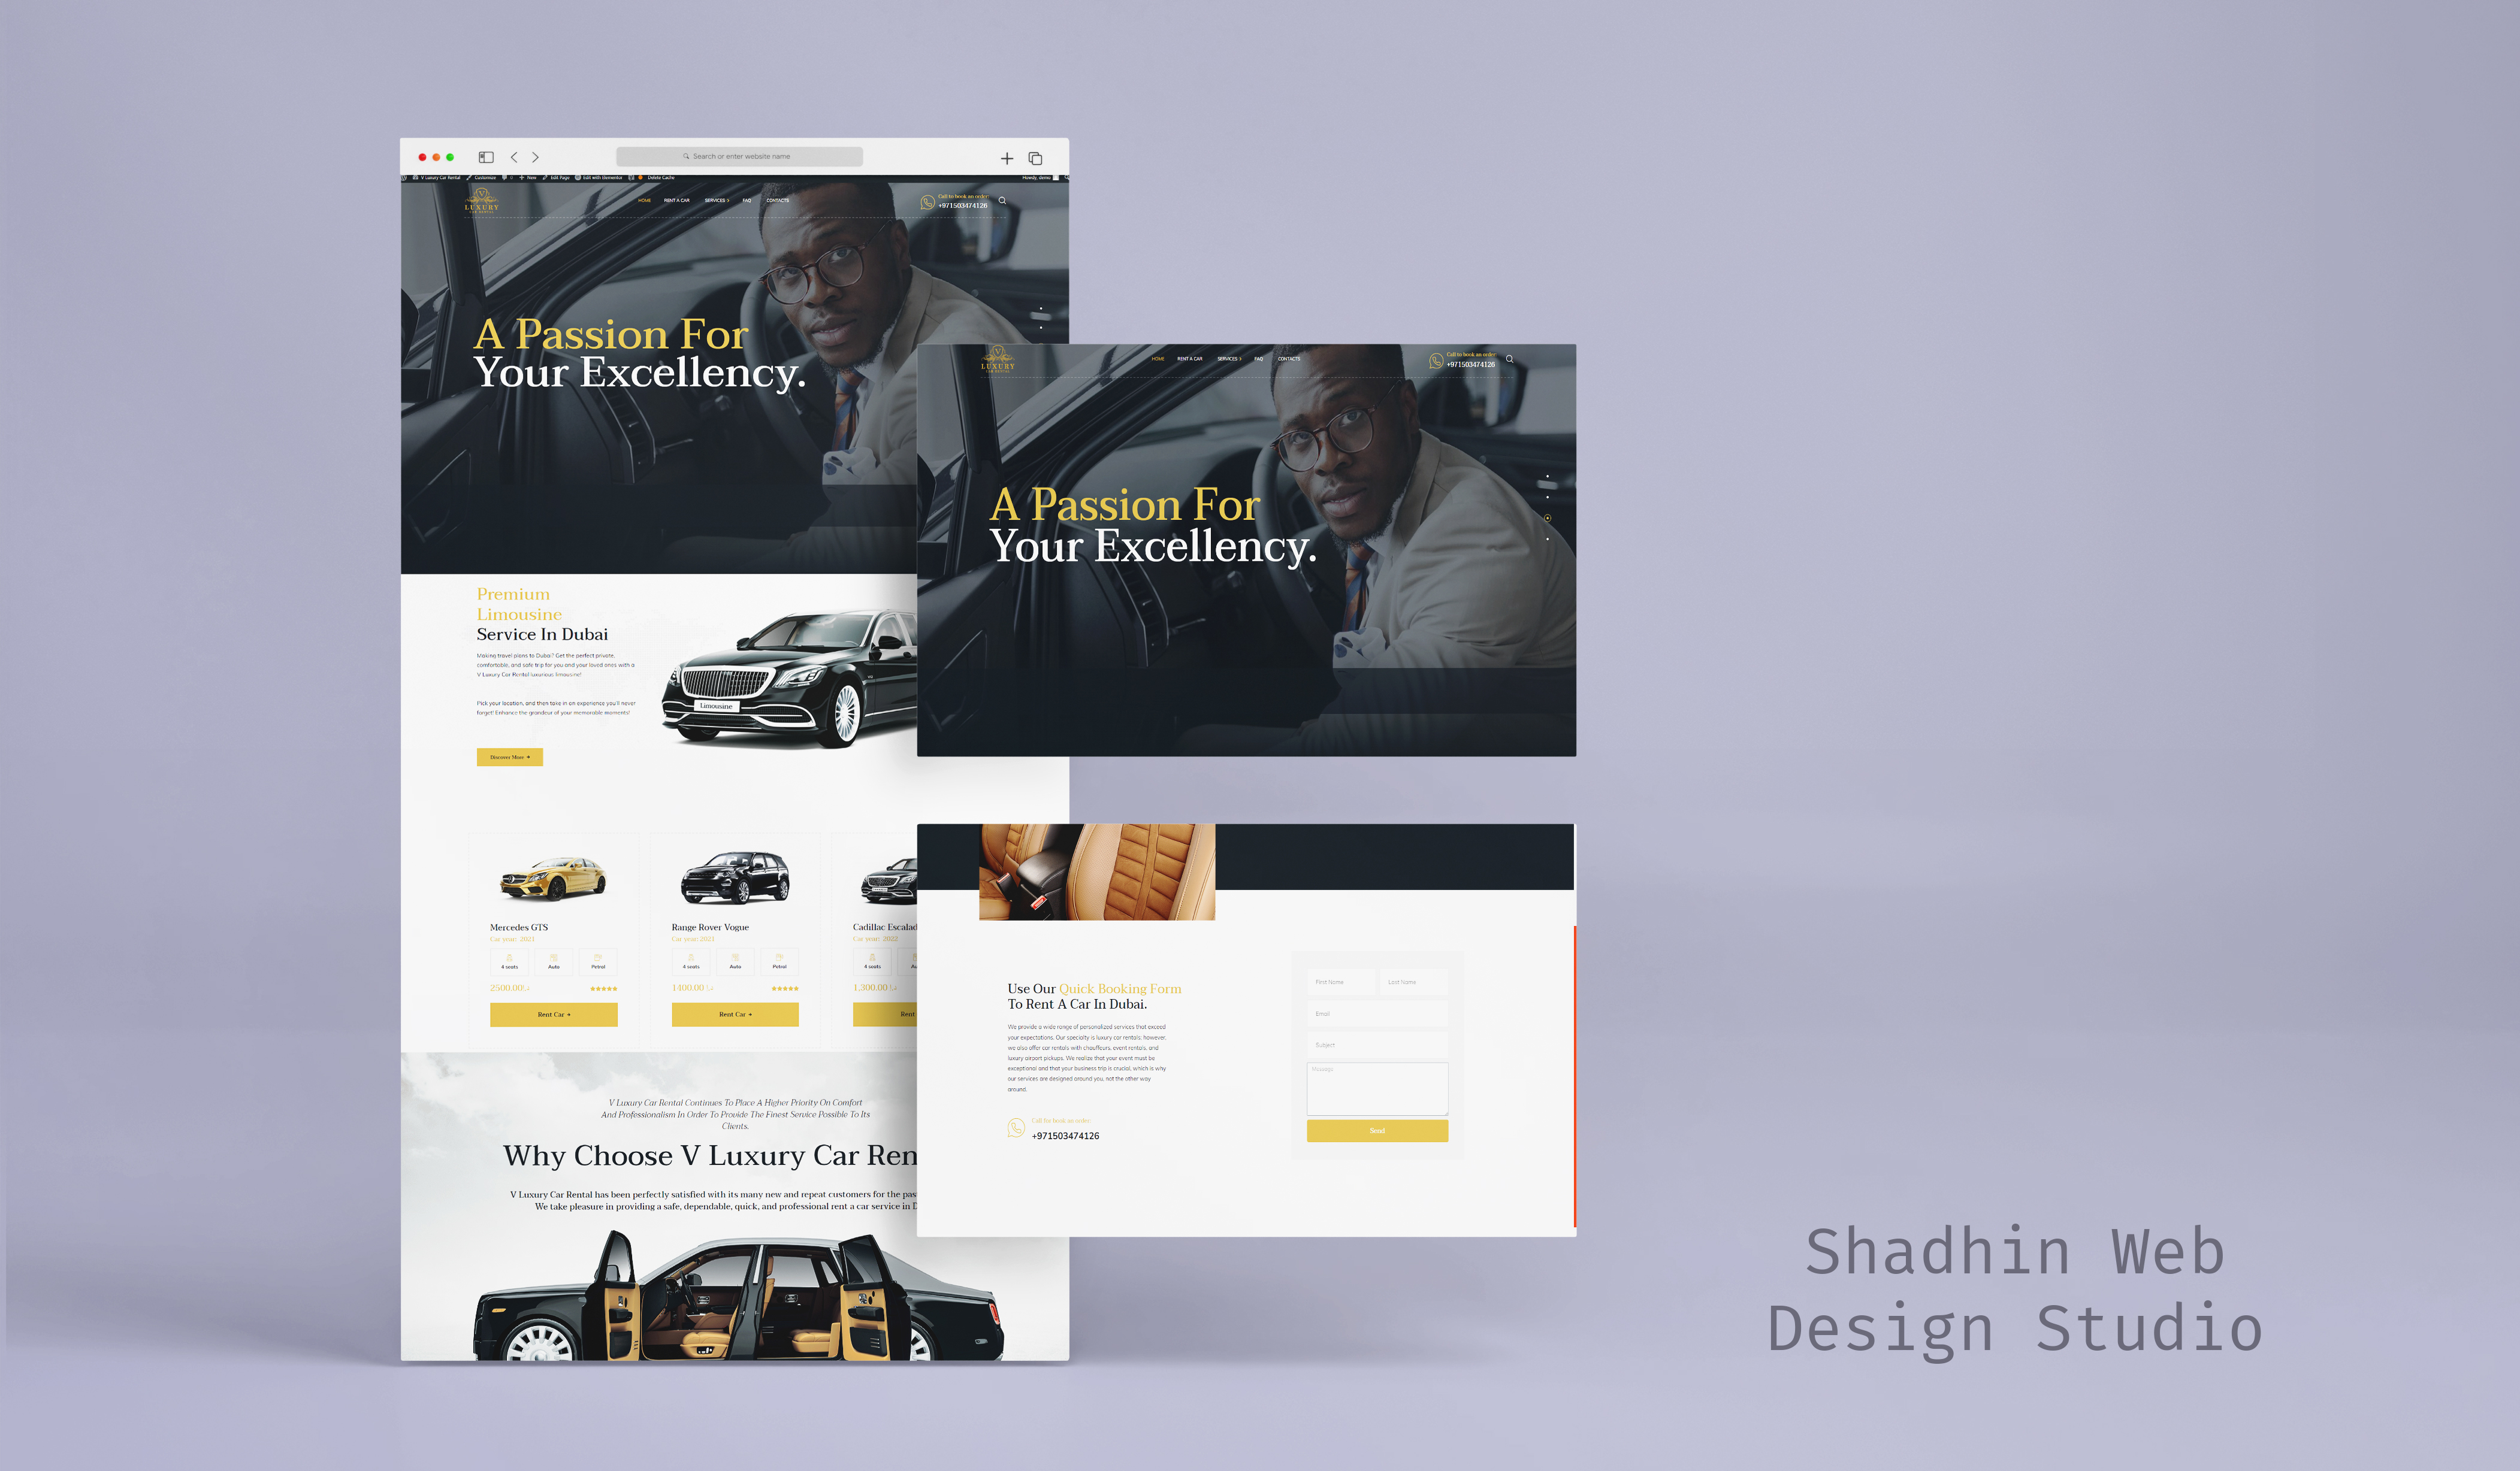 Search or enter website name
V Luxury Car Rental Customize 0 New Edit Page Edit with Elementor Delete Cache
Howdy, demo
V
LUXURY
CAR RENTAL
HOME RENT A CAR SERVICES FAQ CONTACTS
Call to book an order
+971503474126
A Passion For
Your Excellency.
Premium
Limousine
Service In Dubai
Making travel plans to Dubai? Get the perfect private,
comfortable, and safe trip for you and your loved ones with a
V Luxury Car Rental luxurious limousine!
Pick your location, and then take in an experience you'll never
forget! Enhance the grandeur of your memorable moments!
Discover More
Limousine
Mercedes GTS
Car year: 2021
4 seats Auto Petrol
2500.00
Rent Car
Range Rover Vogue
Car year: 2021
4 seats Auto Petrol
1400.00
Rent Car
Cadillac Escalad
Car year: 2022
4 seats Au
1,300.00
Rent
V Luxury Car Rental Continues To Place A Higher Priority On Comfort
And Professionalism In Order To Provide The Finest Service Possible To Its
Clients.
Why Choose V Luxury Car Ren
V Luxury Car Rental has been perfectly satisfied with its many new and repeat customers for the pas
We take pleasure in providing a safe, dependable, quick, and professional rent a car service in D
V
LUXURY
CAR RENTAL
HOME RENT A CAR SERVICES FAQ CONTACTS
Call to book an order
+971503474126
A Passion For
Your Excellency.
Use Our Quick Booking Form
To Rent A Car In Dubai.
We provide a wide range of personalized services that exceed
your expectations. Our specialty is luxury car rentals; however,
we also offer car rentals with chauffeurs, event rentals, and
luxury airport pickups. We realize that your event must be
exceptional and that your business trip is crucial, which is why
our services are designed around you, not the other way
around.
Call for book an order
+971503474126
First Name Last Name
Email
Subject
Message
Send
Shadhin Web
Design Studio